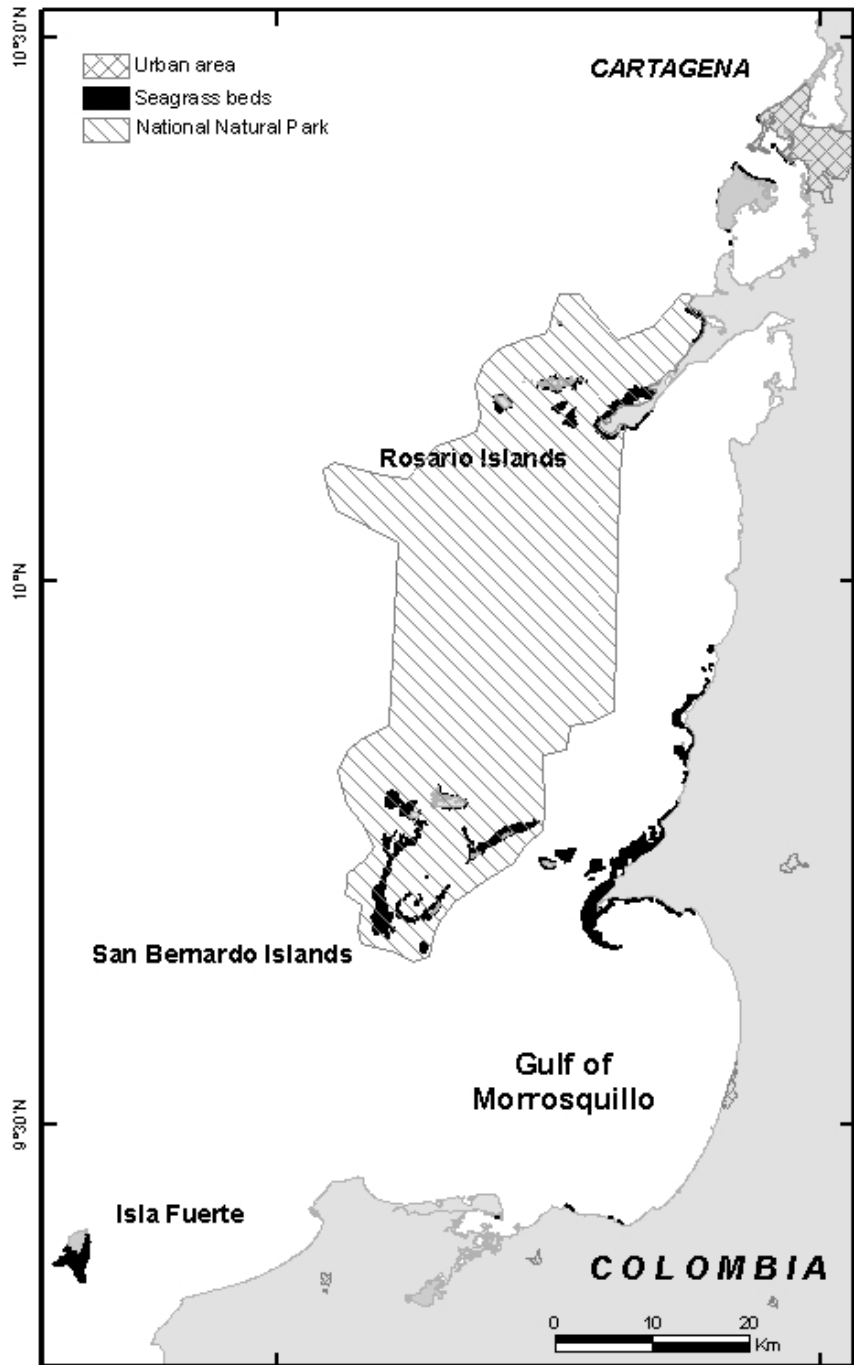 10°30'N
Urban area
Seagrass beds
National Natural Park
CARTAGENA
Rosario Islands
10°N
San Bernardo Islands
Gulf of
Morrosquillo
9°30'N
Isla Fuerte
COLOMBIA
0 10 20
Km